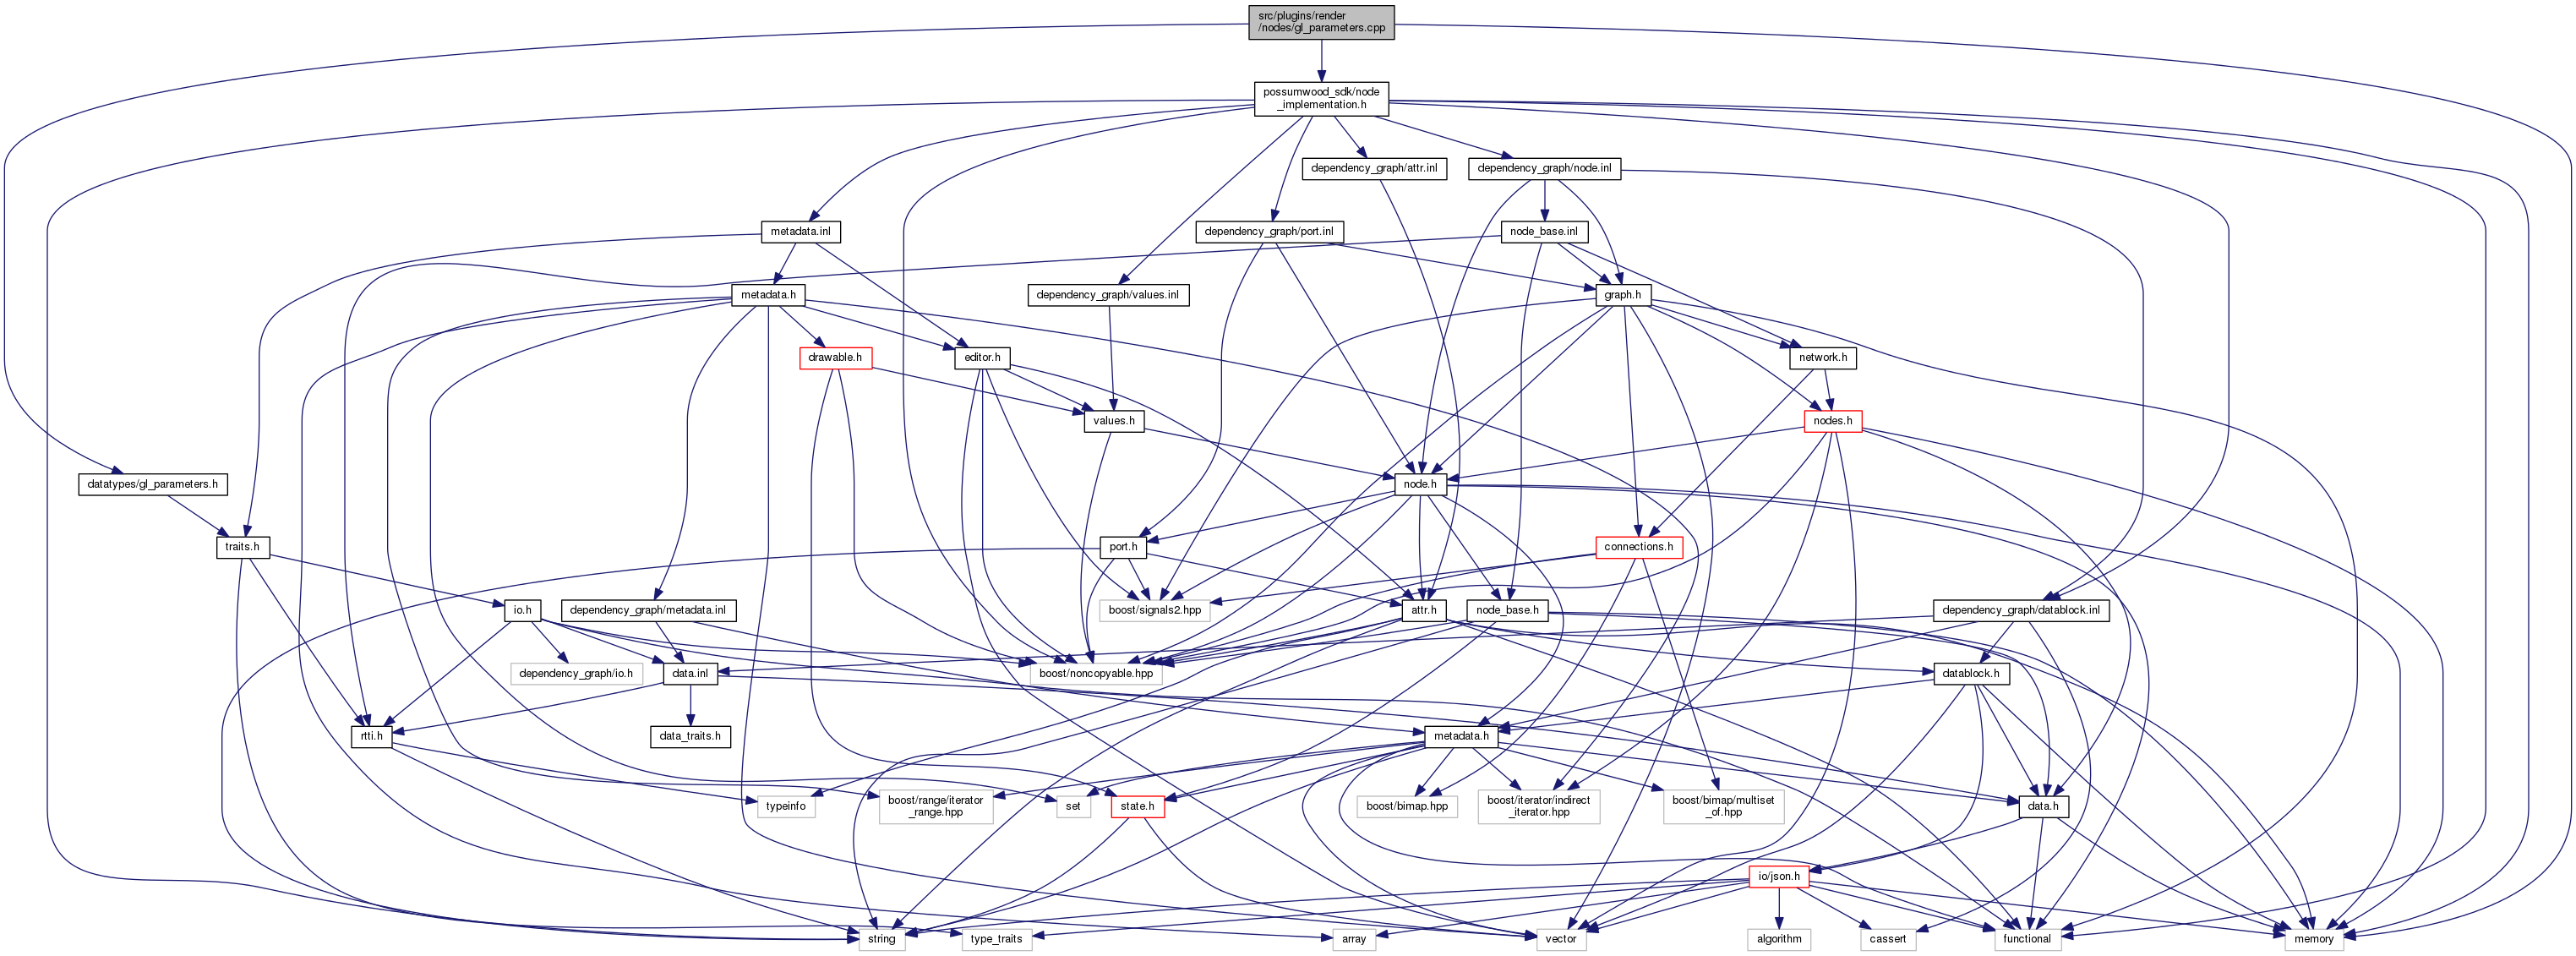 src/plugins/render
/nodes/gl_parameters.cpp
possumwood_sdk/node
_implementation.h
dependency_graph/attr.inl
dependency_graph/node.inl
metadata.inl
dependency_graph/port.inl
node_base.inl
metadata.h
dependency_graph/values.inl
graph.h
drawable.h
editor.h
network.h
values.h
nodes.h
datatypes/gl_parameters.h
node.h
traits.h
port.h
connections.h
io.h
dependency_graph/metadata.inl
boost/signals2.hpp
attr.h
node_base.h
dependency_graph/datablock.inl
dependency_graph/io.h
data.inl
boost/noncopyable.hpp
datablock.h
rtti.h
data_traits.h
metadata.h
typeinfo
boost/range/iterator
_range.hpp
set
state.h
boost/bimap.hpp
boost/iterator/indirect
_iterator.hpp
boost/bimap/multiset
_of.hpp
data.h
io/json.h
string
type_traits
array
vector
algorithm
cassert
functional
memory